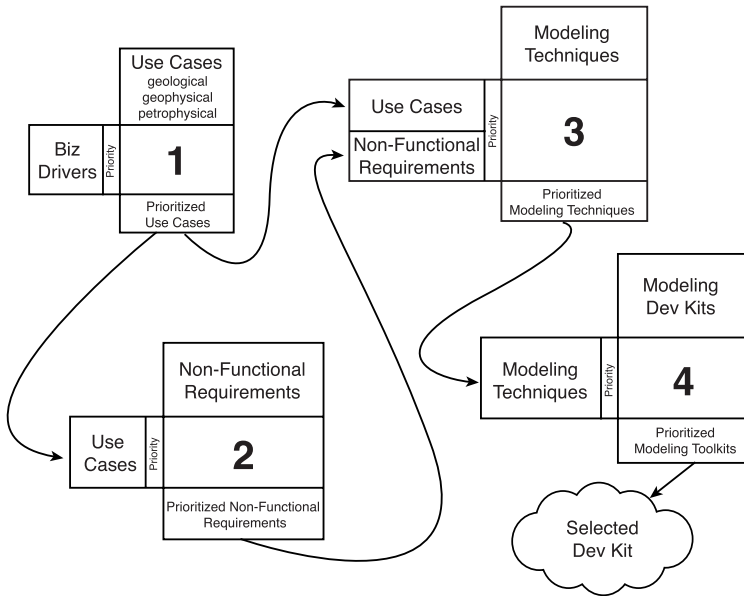 Use Cases
geological
geophysical
petrophysical
Biz
Drivers
Priority
1
Prioritized
Use Cases
Non-Functional
Requirements
Use
Cases
Priority
2
Prioritized Non-Functional
Requirements
Modeling
Techniques
Use Cases
Non-Functional
Requirements
Priority
3
Prioritized
Modeling Techniques
Modeling
Dev Kits
Modeling
Techniques
Priority
4
Prioritized
Modeling Toolkits
Selected
Dev Kit